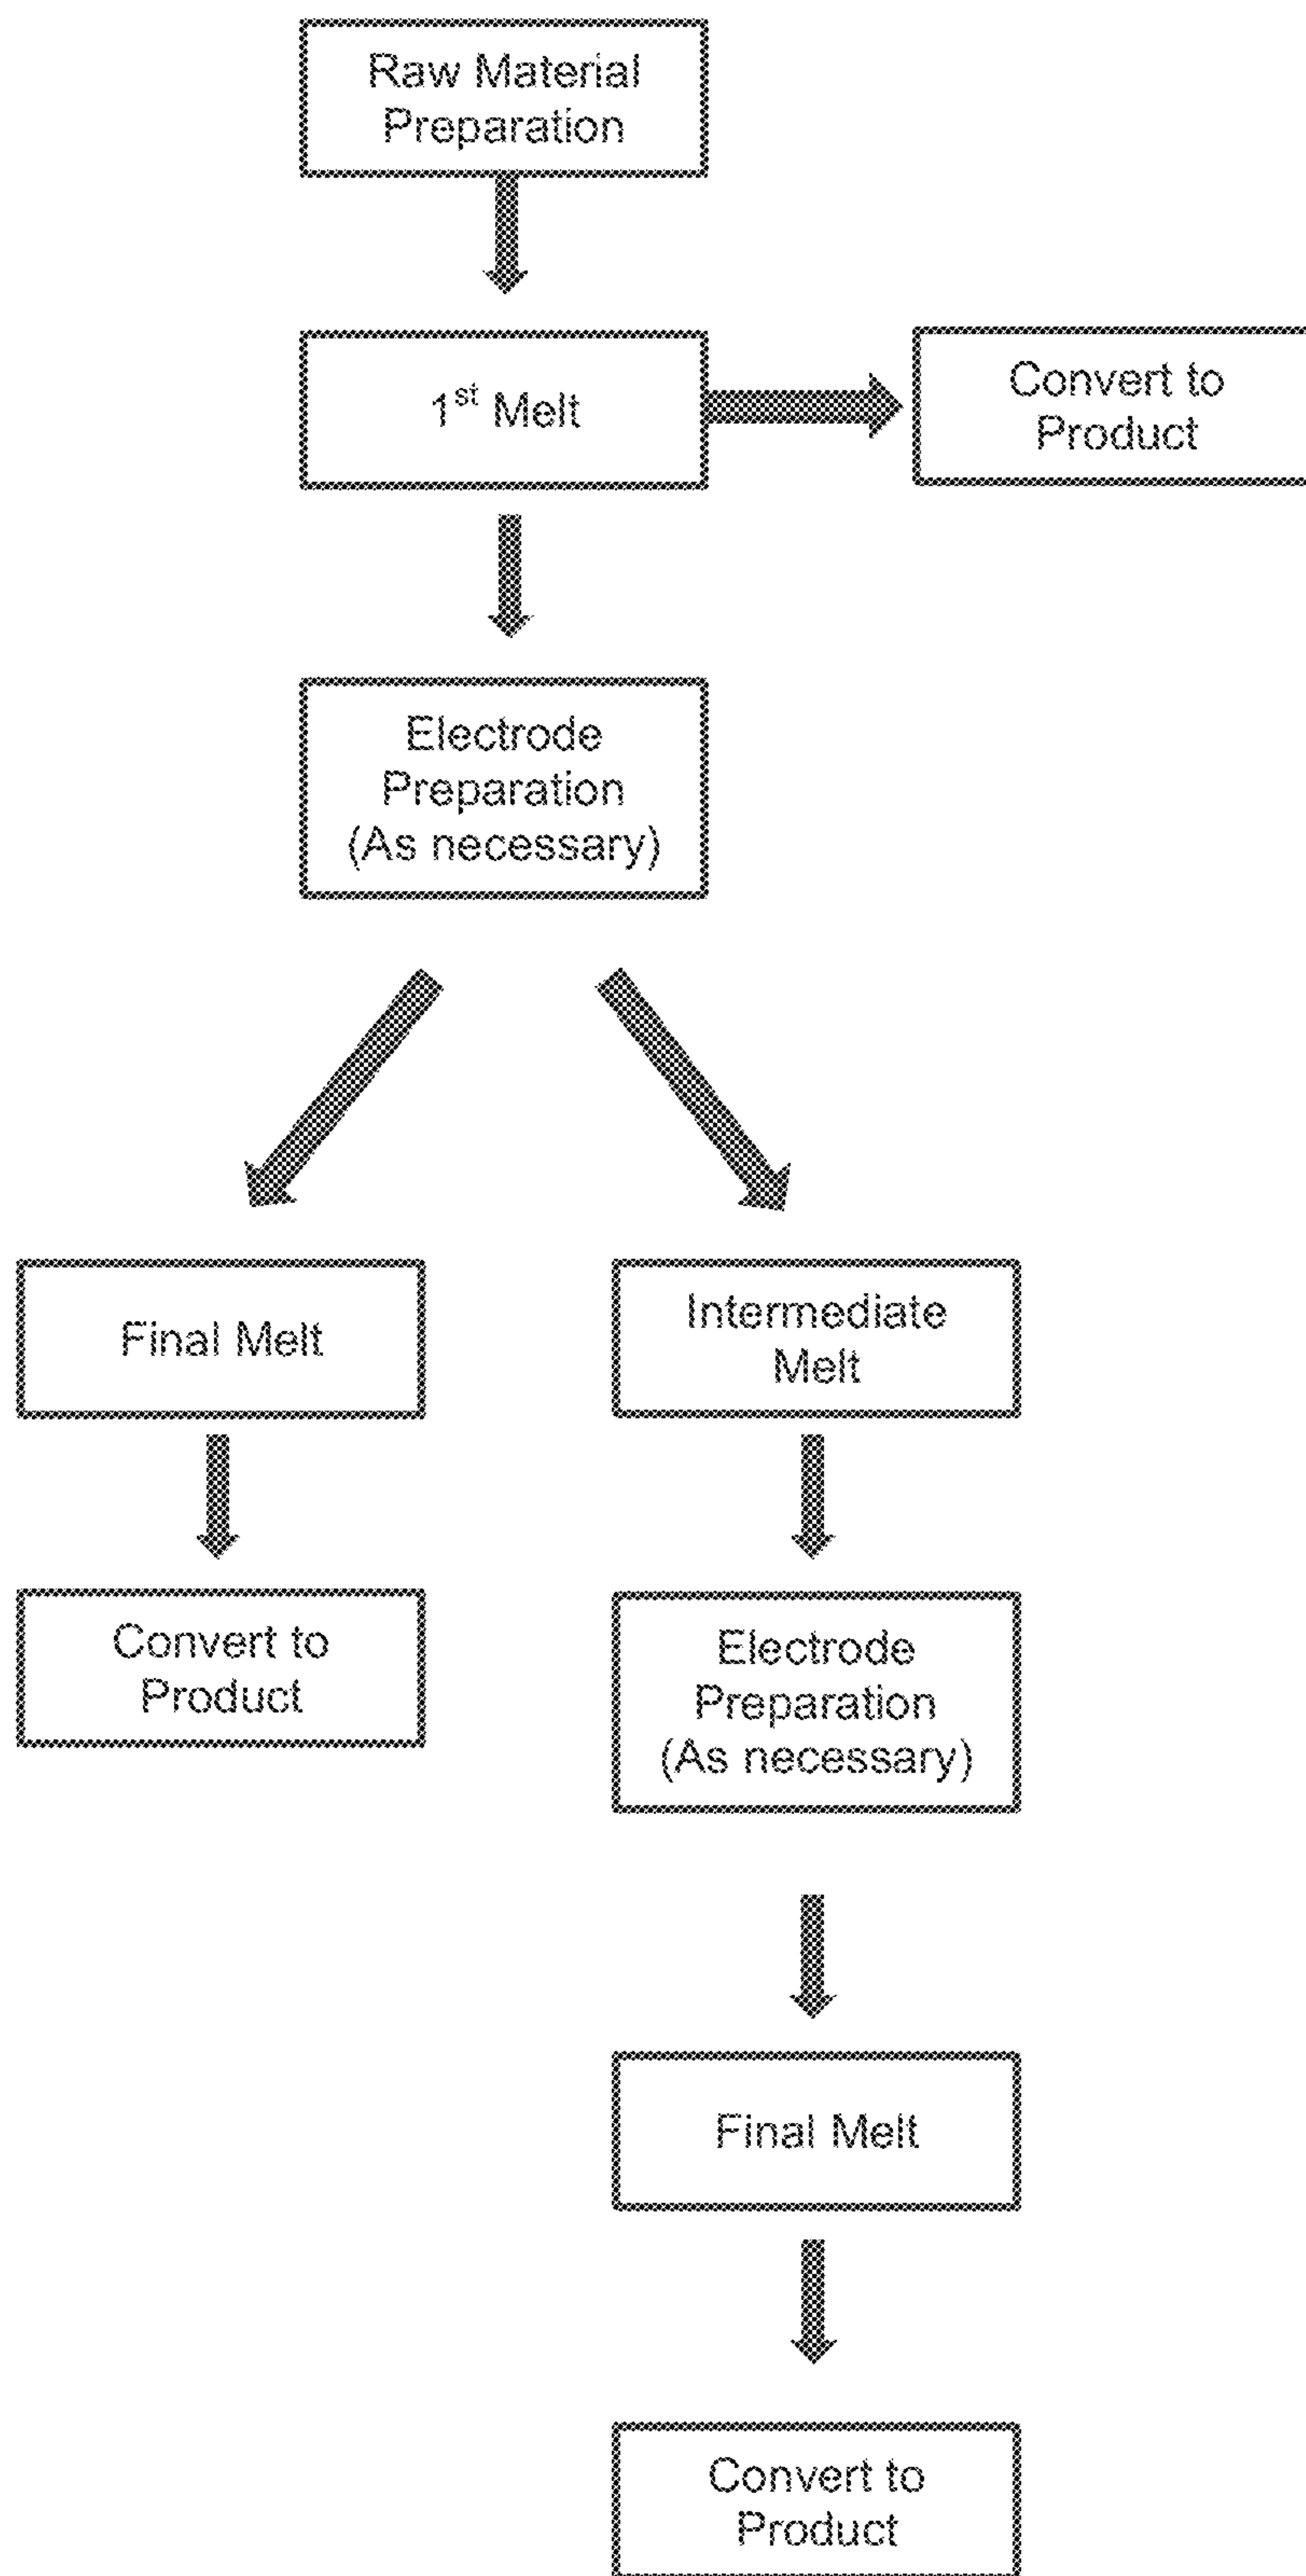 Raw Material
Preparation
1st Melt
Convert to
Product
Electrode
Preparation
(As necessary)
Final Melt
Intermediate
Melt
Convert to
Product
Electrode
Preparation
(As necessary)
Final Melt
Convert to
Product